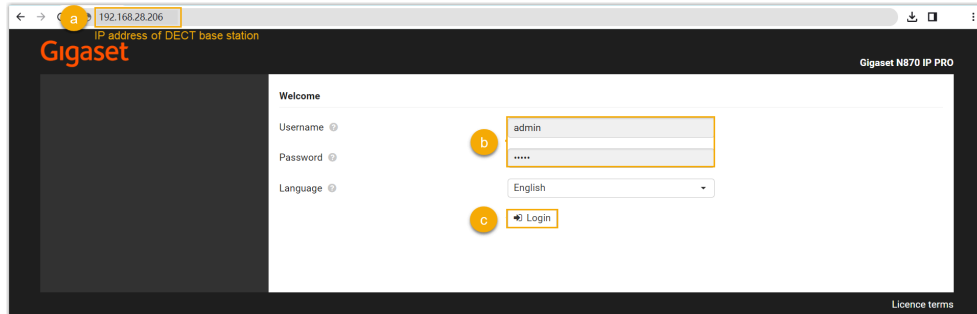 a
192.168.28.206
IP address of DECT base station
Gigaset
Gigaset N870 IP PRO
Welcome
Username
admin
b
Password
•••••
Language
English
c
Login
Licence terms